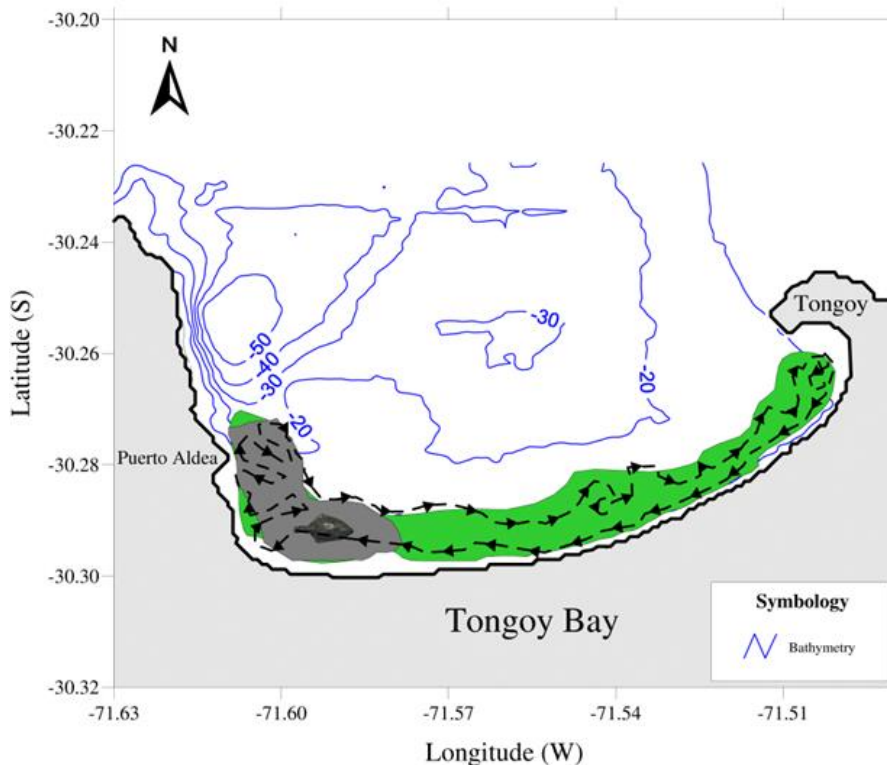 -30.20
N
-30.22
-30.24
Tongoy
-50
-30
-40
-30
-20
-20
-30.26
Latitude (S)
Puerto Aldea
-30.28
-30.30
Tongoy Bay
Symbology
Bathymetry
-30.32
-71.63 -71.60 -71.57 -71.54 -71.51
Longitude (W)